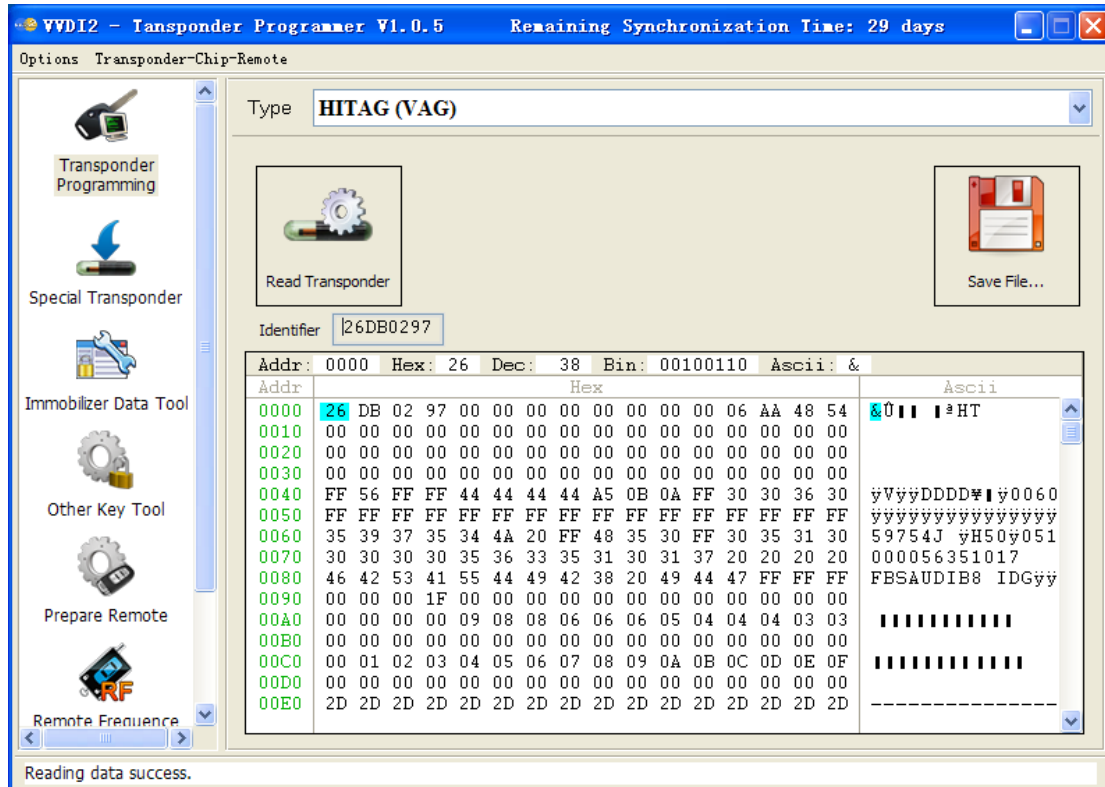 VVDI2 - Tansponder Programmer V1.0.5 Remaining Synchronization Time: 29 days
Options Transponder-Chip-Remote
Transponder
Programming
Special Transponder
Immobilizer Data Tool
Other Key Tool
Prepare Remote
RF
Remote Frequence
Type HITAG (VAG)
Read Transponder
Save File...
Identifier 26DB0297
Addr: 0000 Hex: 26 Dec: 38 Bin: 00100110 Ascii: &
Addr Hex Ascii
0000 26 DB 02 97 00 00 00 00 00 00 00 00 06 AA 48 54 &Û ªHT
0010 00 00 00 00 00 00 00 00 00 00 00 00 00 00 00 00
0020 00 00 00 00 00 00 00 00 00 00 00 00 00 00 00 00
0030 00 00 00 00 00 00 00 00 00 00 00 00 00 00 00 00
0040 FF 56 FF FF 44 44 44 44 A5 0B 0A FF 30 30 36 30 ÿVÿÿDDDD¥ ÿ0060
0050 FF FF FF FF FF FF FF FF FF FF FF FF FF FF FF FF ÿÿÿÿÿÿÿÿÿÿÿÿÿÿÿ
0060 35 39 37 35 34 4A 20 FF 48 35 30 FF 30 35 31 30 59754J ÿH50ÿ051
0070 30 30 30 30 35 36 33 35 31 30 31 37 20 20 20 20 000056351017
0080 46 42 53 41 55 44 49 42 38 20 49 44 47 FF FF FF FBSAUDIB8 IDGÿÿ
0090 00 00 00 1F 00 00 00 00 00 00 00 00 00 00 00 00
00A0 00 00 00 00 09 08 08 06 06 06 05 04 04 04 03 03
00B0 00 00 00 00 00 00 00 00 00 00 00 00 00 00 00 00
00C0 00 01 02 03 04 05 06 07 08 09 0A 0B 0C 0D 0E 0F
00D0 00 00 00 00 00 00 00 00 00 00 00 00 00 00 00 00
00E0 2D 2D 2D 2D 2D 2D 2D 2D 2D 2D 2D 2D 2D 2D 2D 2D ---------------
Reading data success.